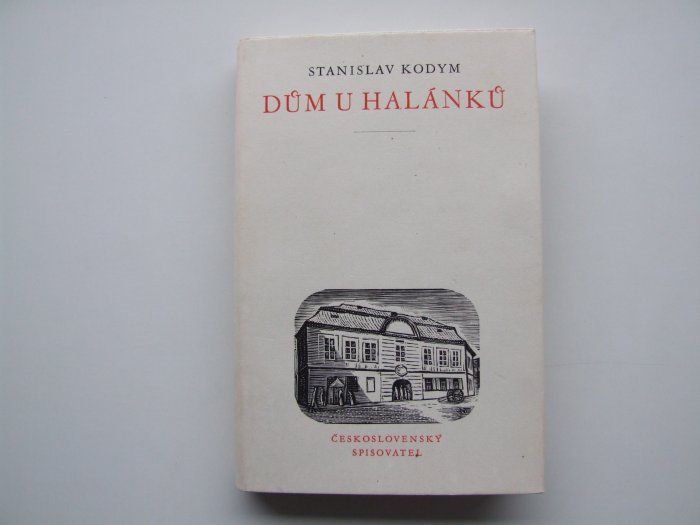 STANISLAV KODYM
DŮM U HALÁNKŮ
ČESKOSLOVENSKÝ
SPISOVATEL